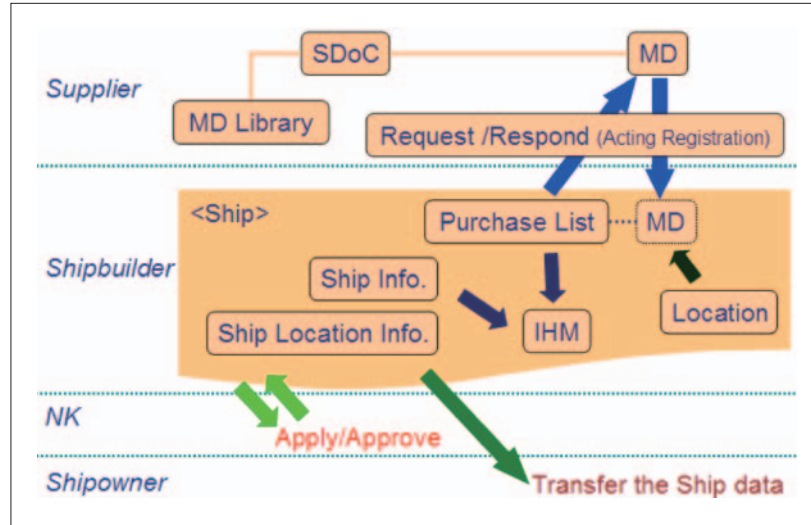 SDoC
MD
Supplier
MD Library
Request /Respond (Acting Registration)
<Ship>
Purchase List
MD
Shipbuilder
Ship Info.
Location
Ship Location Info.
IHM
NK
Apply/Approve
Shipowner
Transfer the Ship data